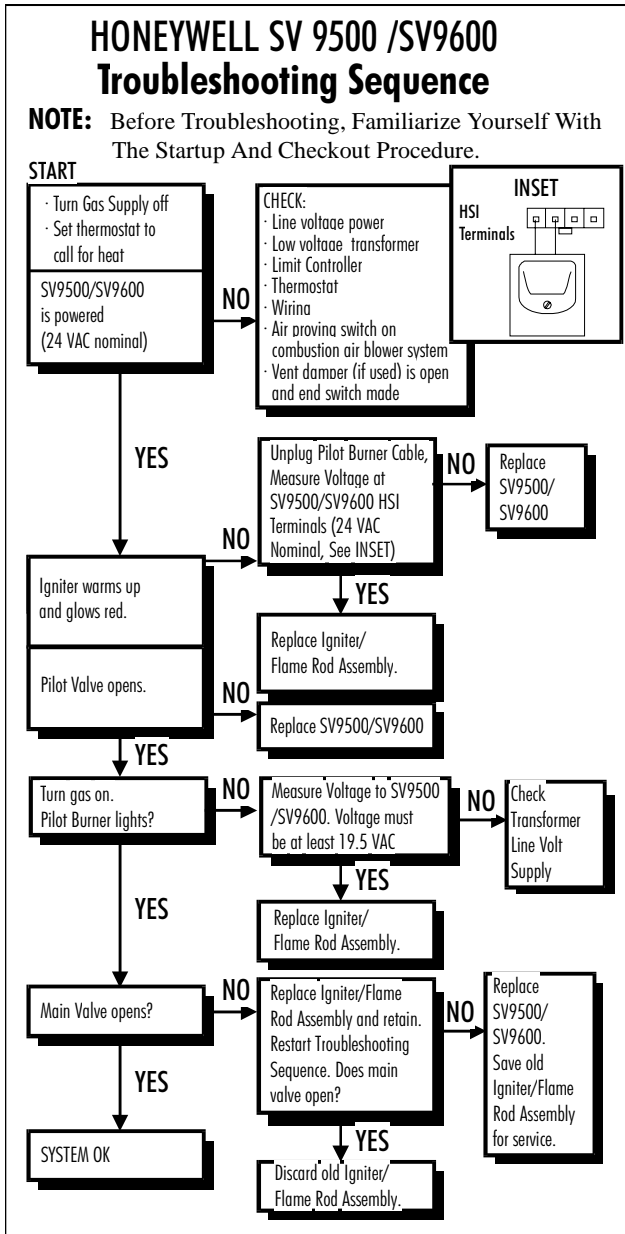 HONEYWELL SV 9500 /SV9600
Troubleshooting Sequence
NOTE: Before Troubleshooting, Familiarize Yourself With
The Startup And Checkout Procedure.
START
· Turn Gas Supply off
· Set thermostat to
call for heat
SV9500/SV9600
is powered
(24 VAC nominal)
NO
CHECK:
· Line voltage power
· Low voltage transformer
· Limit Controller
· Thermostat
· Wirina
· Air proving switch on
combustion air blower system
· Vent damper (if used) is open
and end switch made
INSET
HSI
Terminals
YES
Igniter warms up
and glows red.
NO
Unplug Pilot Burner Cable,
Measure Voltage at
SV9500/SV9600 HSI
Terminals (24 VAC
Nominal, See INSET)
NO
Replace
SV9500/
SV9600
YES
Replace Igniter/
Flame Rod Assembly.
Pilot Valve opens.
NO
Replace SV9500/SV9600
YES
Turn gas on.
Pilot Burner lights?
NO
Measure Voltage to SV9500
/SV9600. Voltage must
be at least 19.5 VAC
NO
Check
Transformer
Line Volt
Supply
YES
Replace Igniter/
Flame Rod Assembly.
YES
Main Valve opens?
NO
Replace Igniter/Flame
Rod Assembly and retain.
Restart Troubleshooting
Sequence. Does main
valve open?
NO
Replace
SV9500/
SV9600.
Save old
Igniter/Flame
Rod Assembly
for service.
YES
Discard old Igniter/
Flame Rod Assembly.
YES
SYSTEM OK